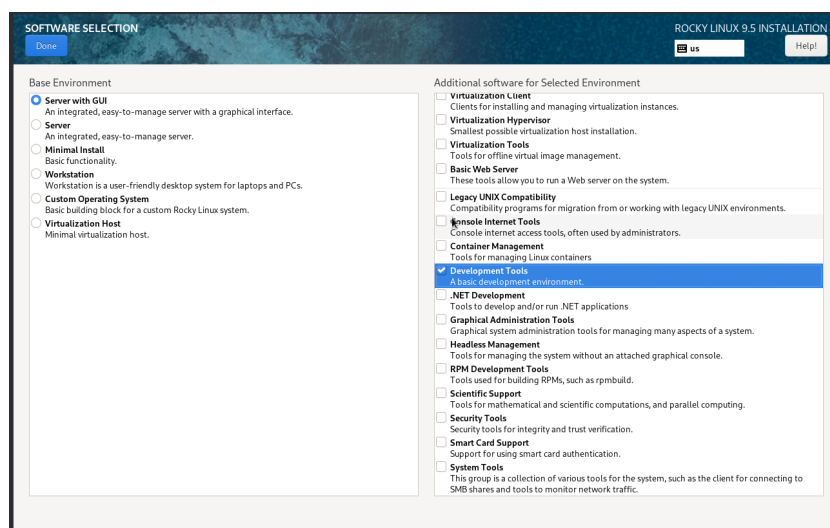 SOFTWARE SELECTION
Done
ROCKY LINUX 9.5 INSTALLATION
us
Help!
Base Environment
Server with GUI
An integrated, easy-to-manage server with a graphical interface.
Server
An integrated, easy-to-manage server.
Minimal Install
Basic functionality.
Workstation
Workstation is a user-friendly desktop system for laptops and PCs.
Custom Operating System
Basic building block for a custom Rocky Linux system.
Virtualization Host
Minimal virtualization host.
Additional software for Selected Environment
Virtualization Client
Clients for installing and managing virtualization instances.
Virtualization Hypervisor
Smallest possible virtualization host installation.
Virtualization Tools
Tools for offline virtual image management.
Basic Web Server
These tools allow you to run a Web server on the system.
Legacy UNIX Compatibility
Compatibility programs for migration from or working with legacy UNIX environments.
Console Internet Tools
Console internet access tools, often used by administrators.
Container Management
Tools for managing Linux containers
Development Tools
A basic development environment.
.NET Development
Tools to develop and/or run .NET applications
Graphical Administration Tools
Graphical system administration tools for managing many aspects of a system.
Headless Management
Tools for managing the system without an attached graphical console.
RPM Development Tools
Tools used for building RPMs, such as rpmbuild.
Scientific Support
Tools for mathematical and scientific computations, and parallel computing.
Security Tools
Security tools for integrity and trust verification.
Smart Card Support
Support for using smart card authentication.
System Tools
This group is a collection of various tools for the system, such as the client for connecting to
SMB shares and tools to monitor network traffic.